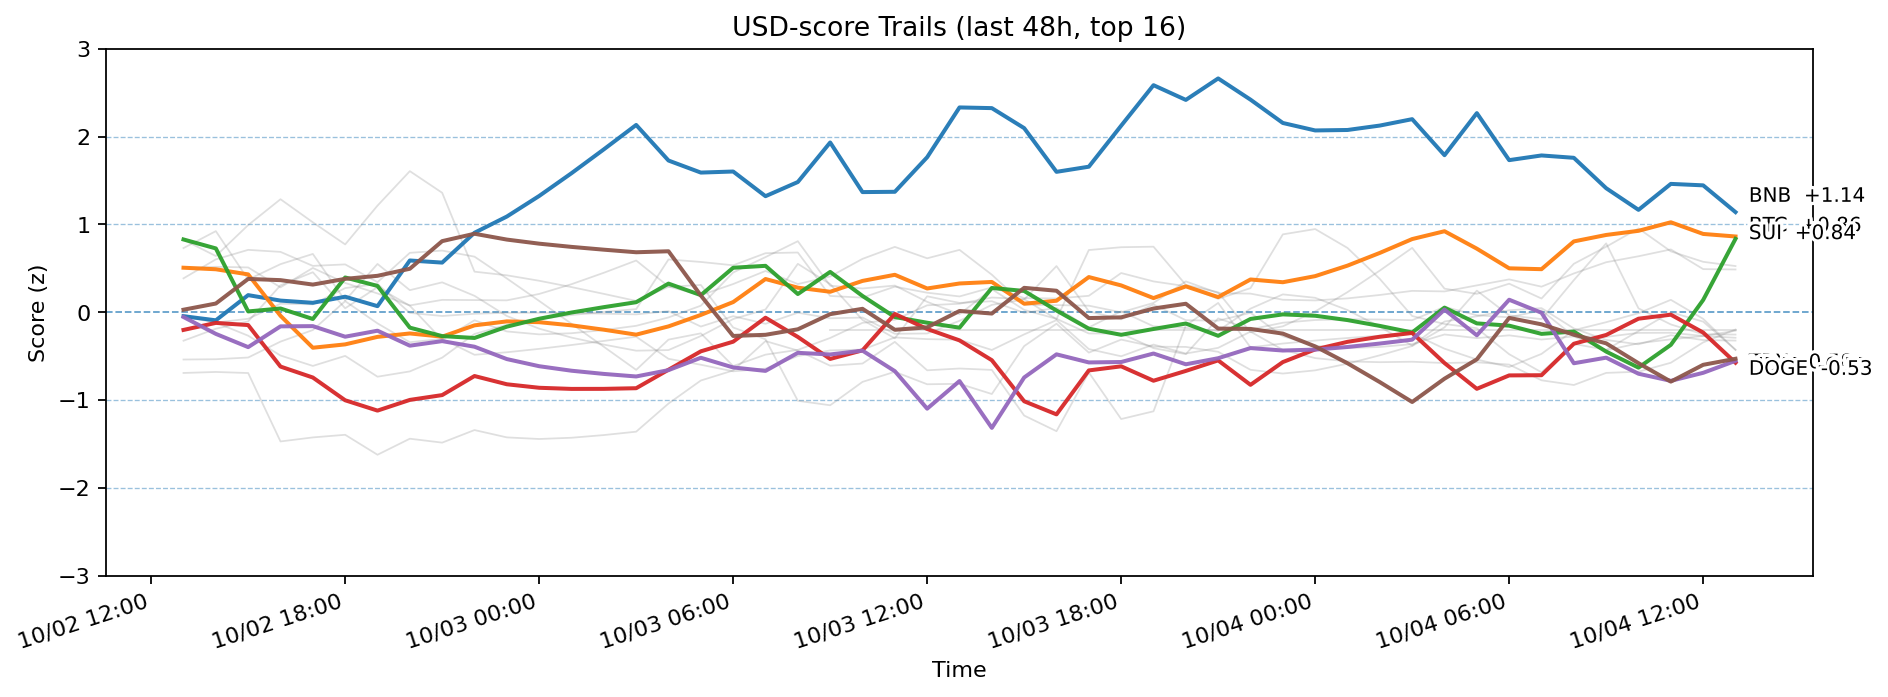 USD-score Trails (last 48h, top 16)
Score (z)
3
2
1
0
−1
−2
−3
BNB +1.14
SUI +0.84
DOGE -0.53
10/02 12:00
10/02 18:00
10/03 00:00
10/03 06:00
10/03 12:00
10/03 18:00
10/04 00:00
10/04 06:00
10/04 12:00
Time